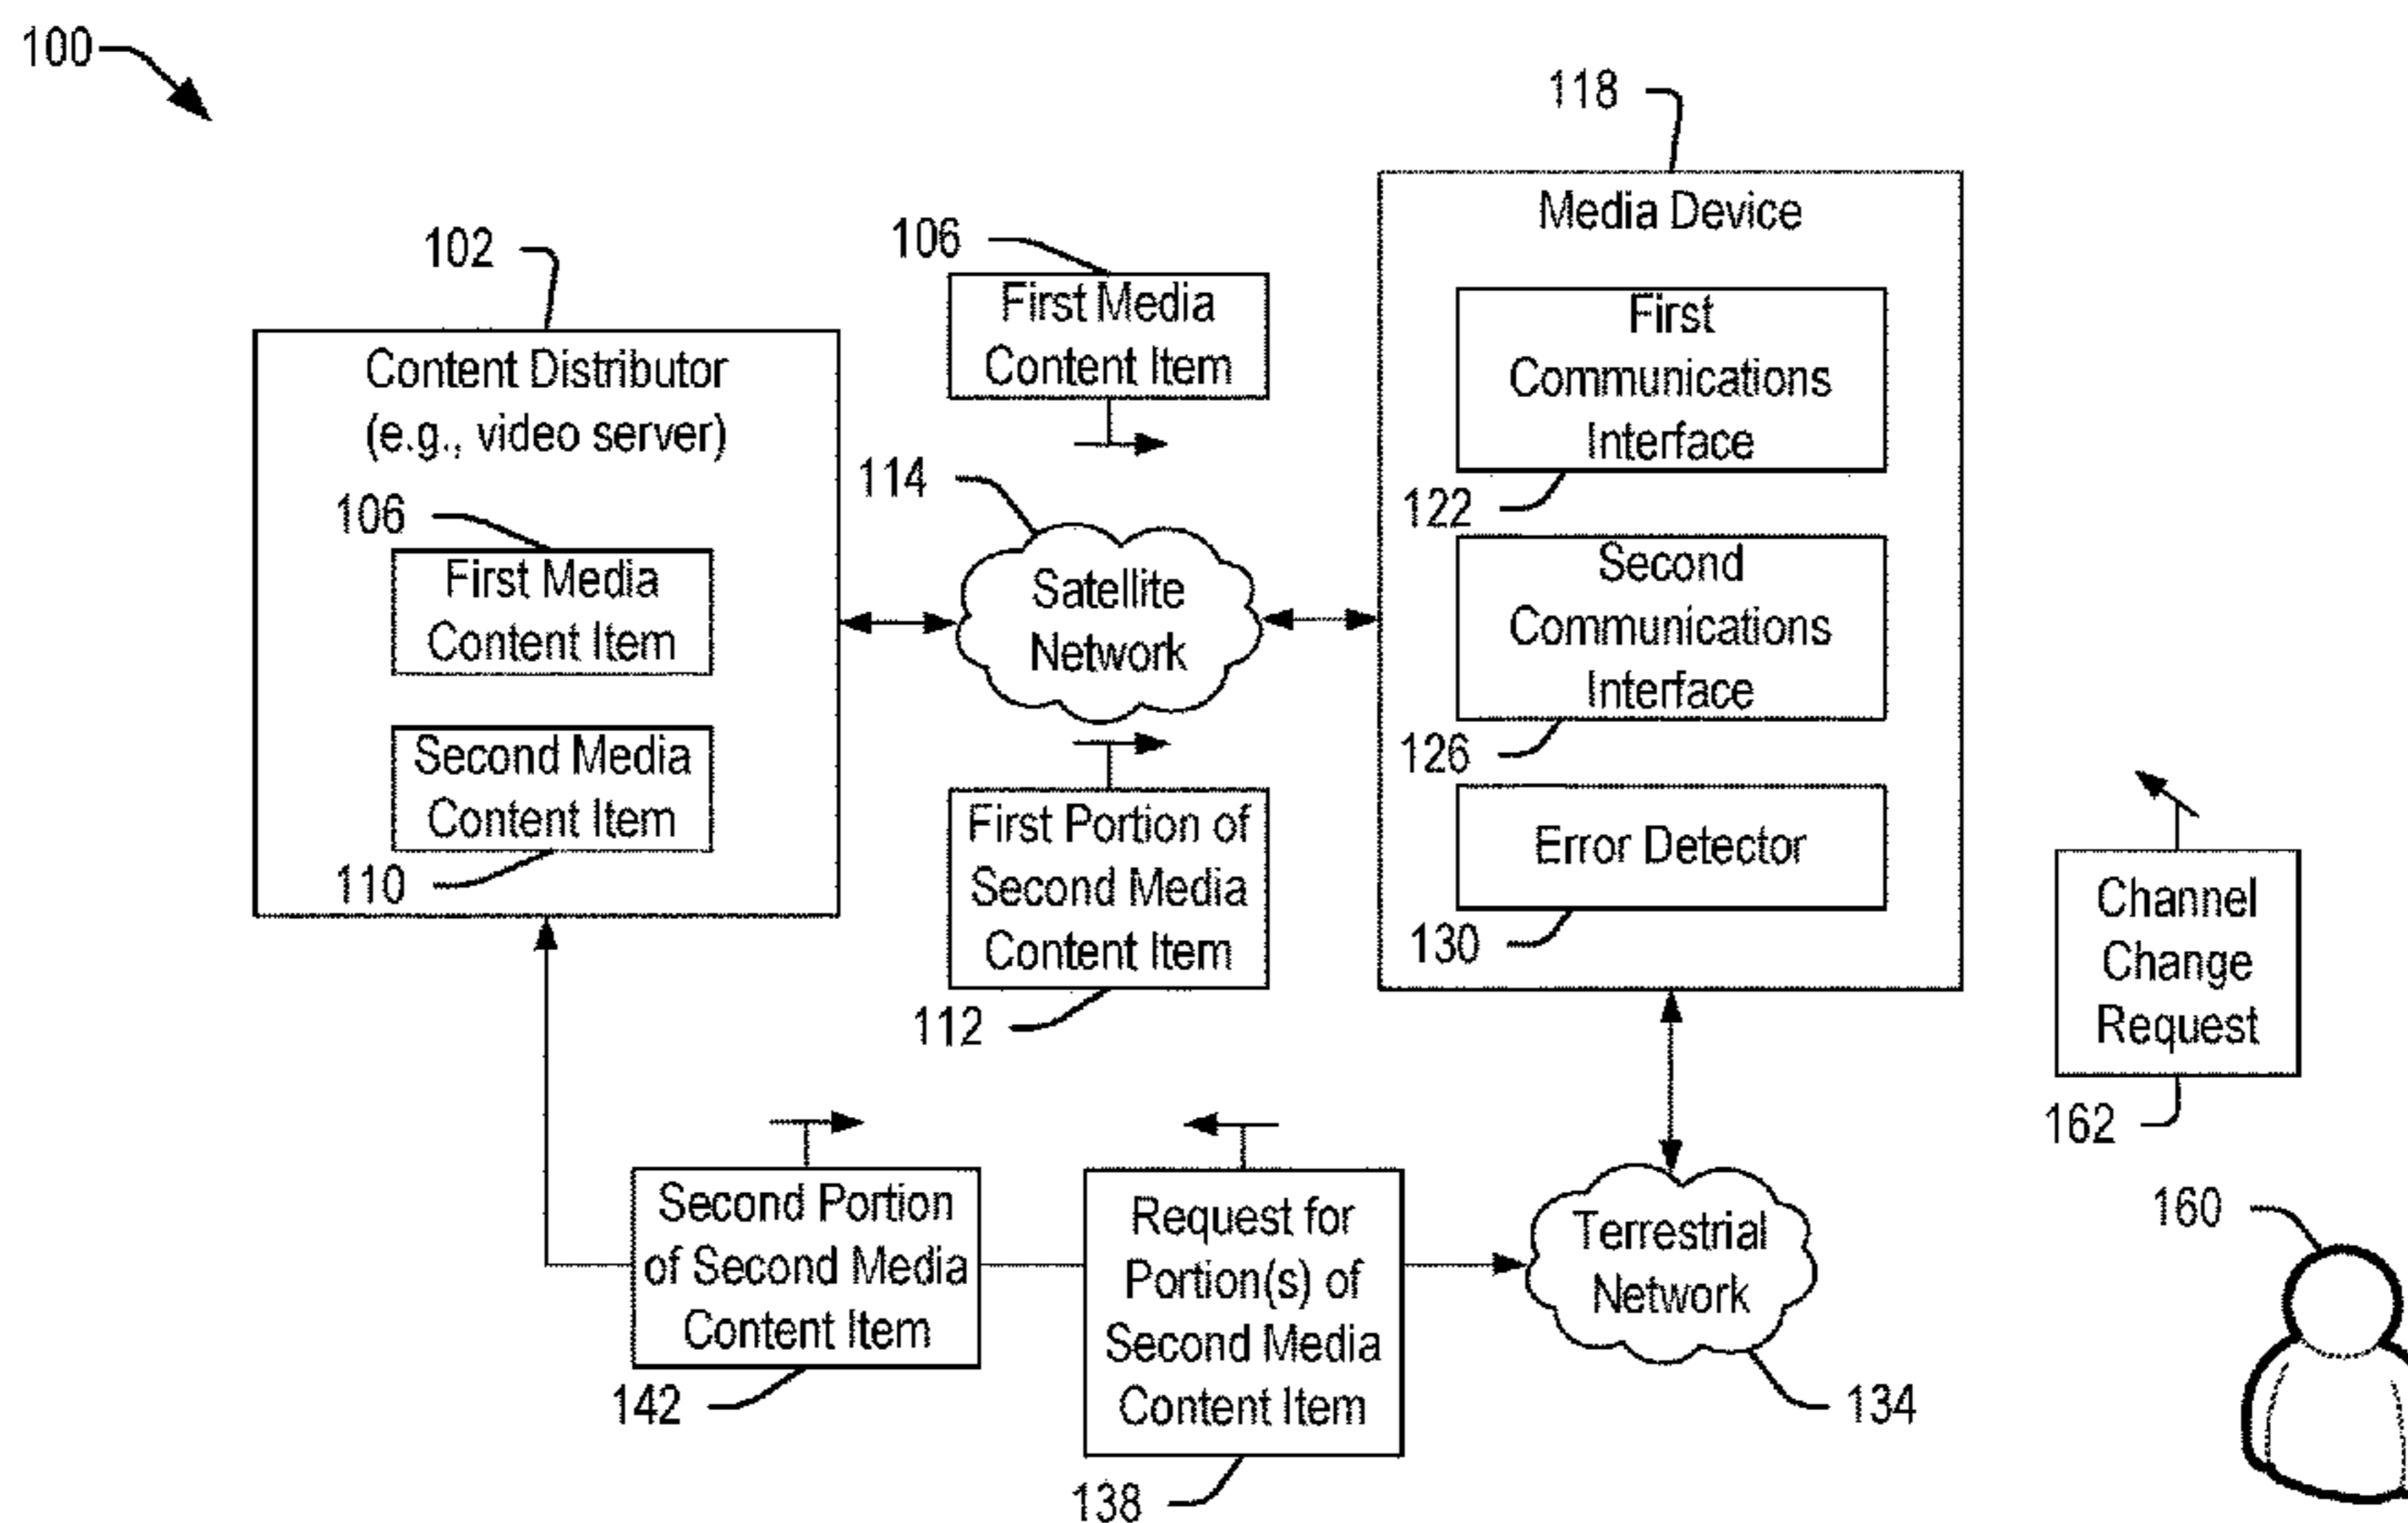 100
118
Media Device
102
106
First Media
Content Item
First
Communications
Interface
122
Content Distributor
(e.g., video server)
114
106
First Media
Content Item
Satellite
Network
Second
Communications
Interface
126
Second Media
Content Item
110
First Portion of
Second Media
Content Item
112
Error Detector
130
Channel
Change
Request
162
Second Portion
of Second Media
Content Item
142
Request for
Portion(s) of
Second Media
Content Item
138
Terrestrial
Network
134
160